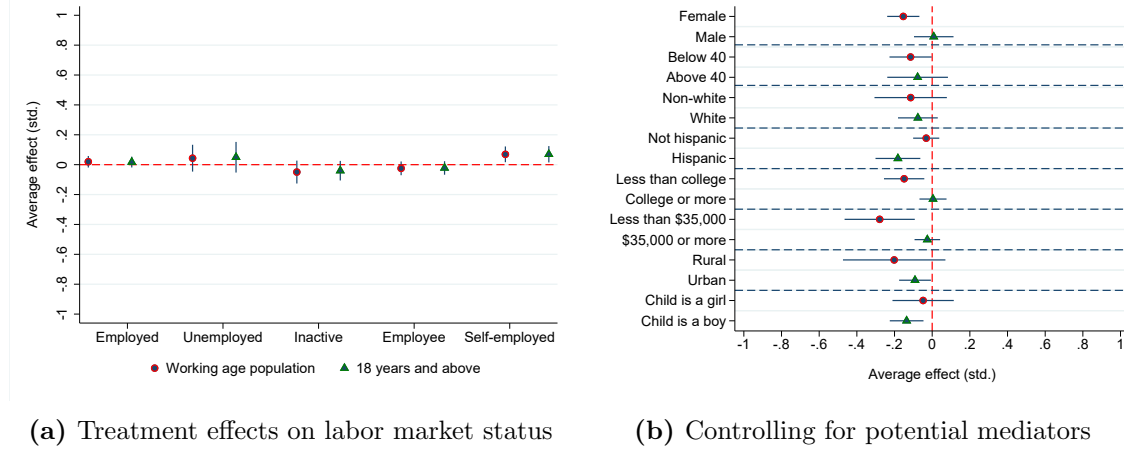 1
.8
.6
.4
.2
0
-.2
-.4
-.6
-.8
-1
Average effect (std.)
Employed Unemployed Inactive Employee Self-employed
Working age population 18 years and above
(a) Treatment effects on labor market status
Female
Male
Below 40
Above 40
Non-white
White
Not hispanic
Hispanic
Less than college
College or more
Less than $35,000
$35,000 or more
Rural
Urban
Child is a girl
Child is a boy
-1 -.8 -.6 -.4 -.2 0 .2 .4 .6 .8 1
Average effect (std.)
(b) Controlling for potential mediators